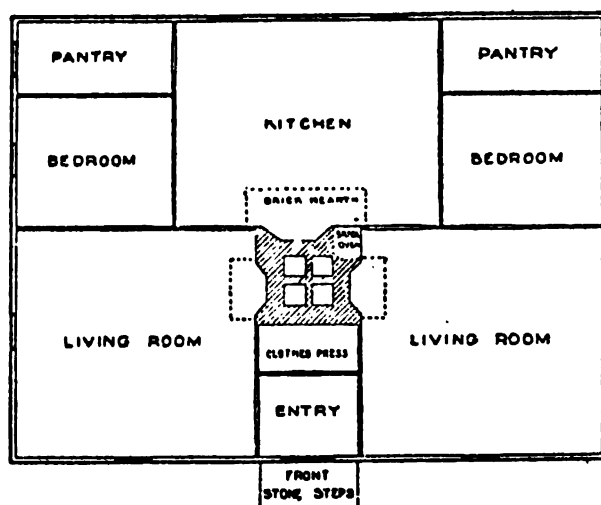 PANTRY
PANTRY
KITCHEN
BEDROOM
BEDROOM
BRICK HEARTH
OVEN
LIVING ROOM
LIVING ROOM
CLOTHES PRESS
ENTRY
FRONT
STONE STEPS